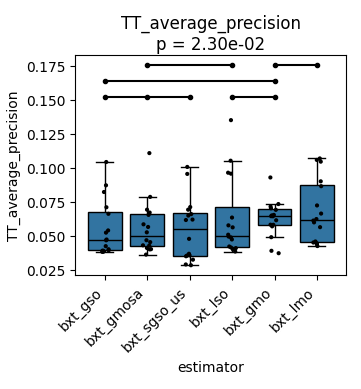 TT_average_precision
p = 2.30e-02
TT_average_precision
0.175
0.150
0.125
0.100
0.075
0.050
0.025
bxt_gso
bxt_gmosa
bxt_sgso_us
bxt_lso
bxt_gmo
bxt_lmo
estimator